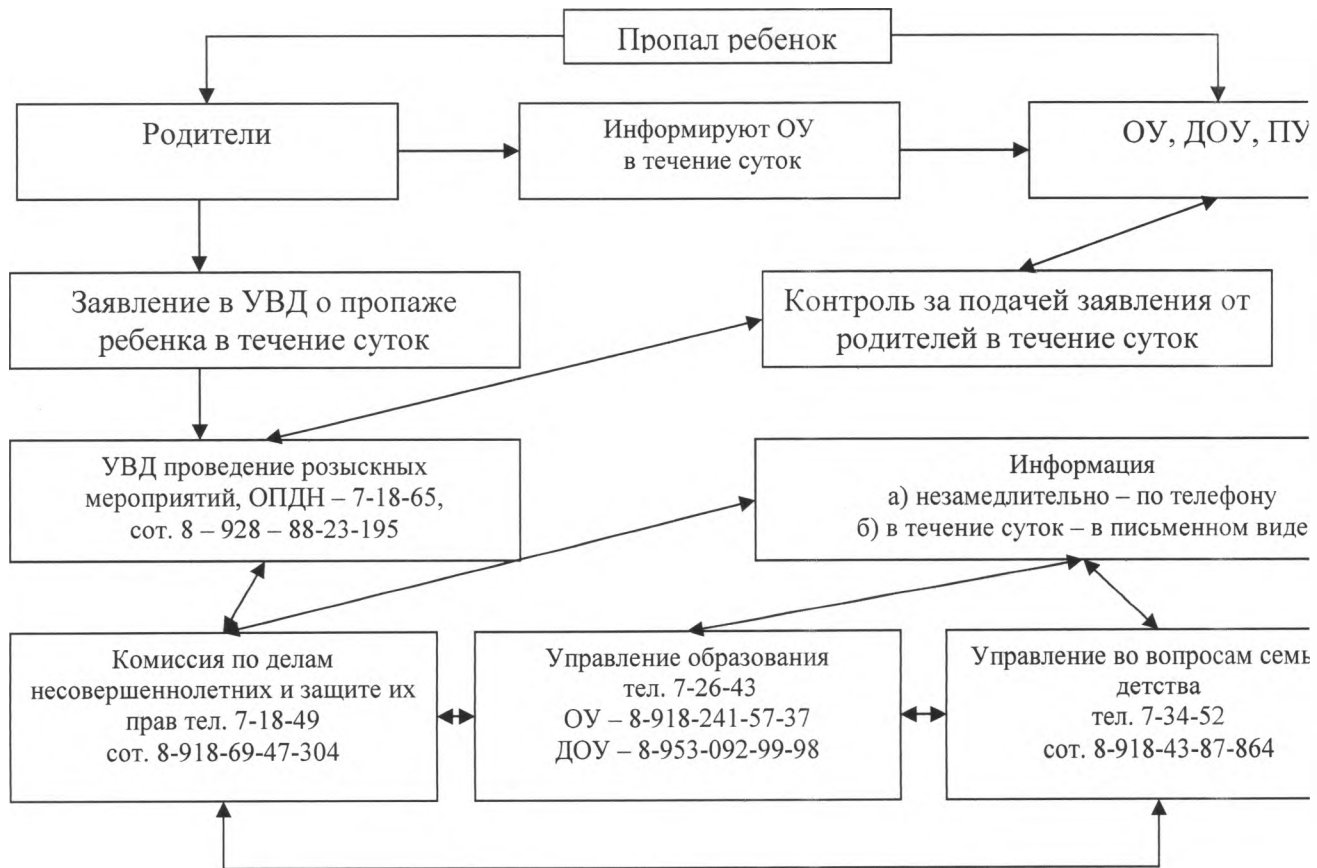 Пропал ребенок
Родители
Информируют ОУ
в течение суток
ОУ, ДОУ, ПУ
Заявление в УВД о пропаже
ребенка в течение суток
Контроль за подачей заявления от
родителей в течение суток
УВД проведение розыскных
мероприятий, ОПДН – 7-18-65,
сот. 8 – 928 – 88-23-195
Информация
а) незамедлительно – по телефону
б) в течение суток – в письменном виде
Комиссия по делам
несовершеннолетних и защите их
прав тел. 7-18-49
сот. 8-918-69-47-304
Управление образования
тел. 7-26-43
ОУ – 8-918-241-57-37
ДОУ – 8-953-092-99-98
Управление во вопросам семь
детства
тел. 7-34-52
сот. 8-918-43-87-864